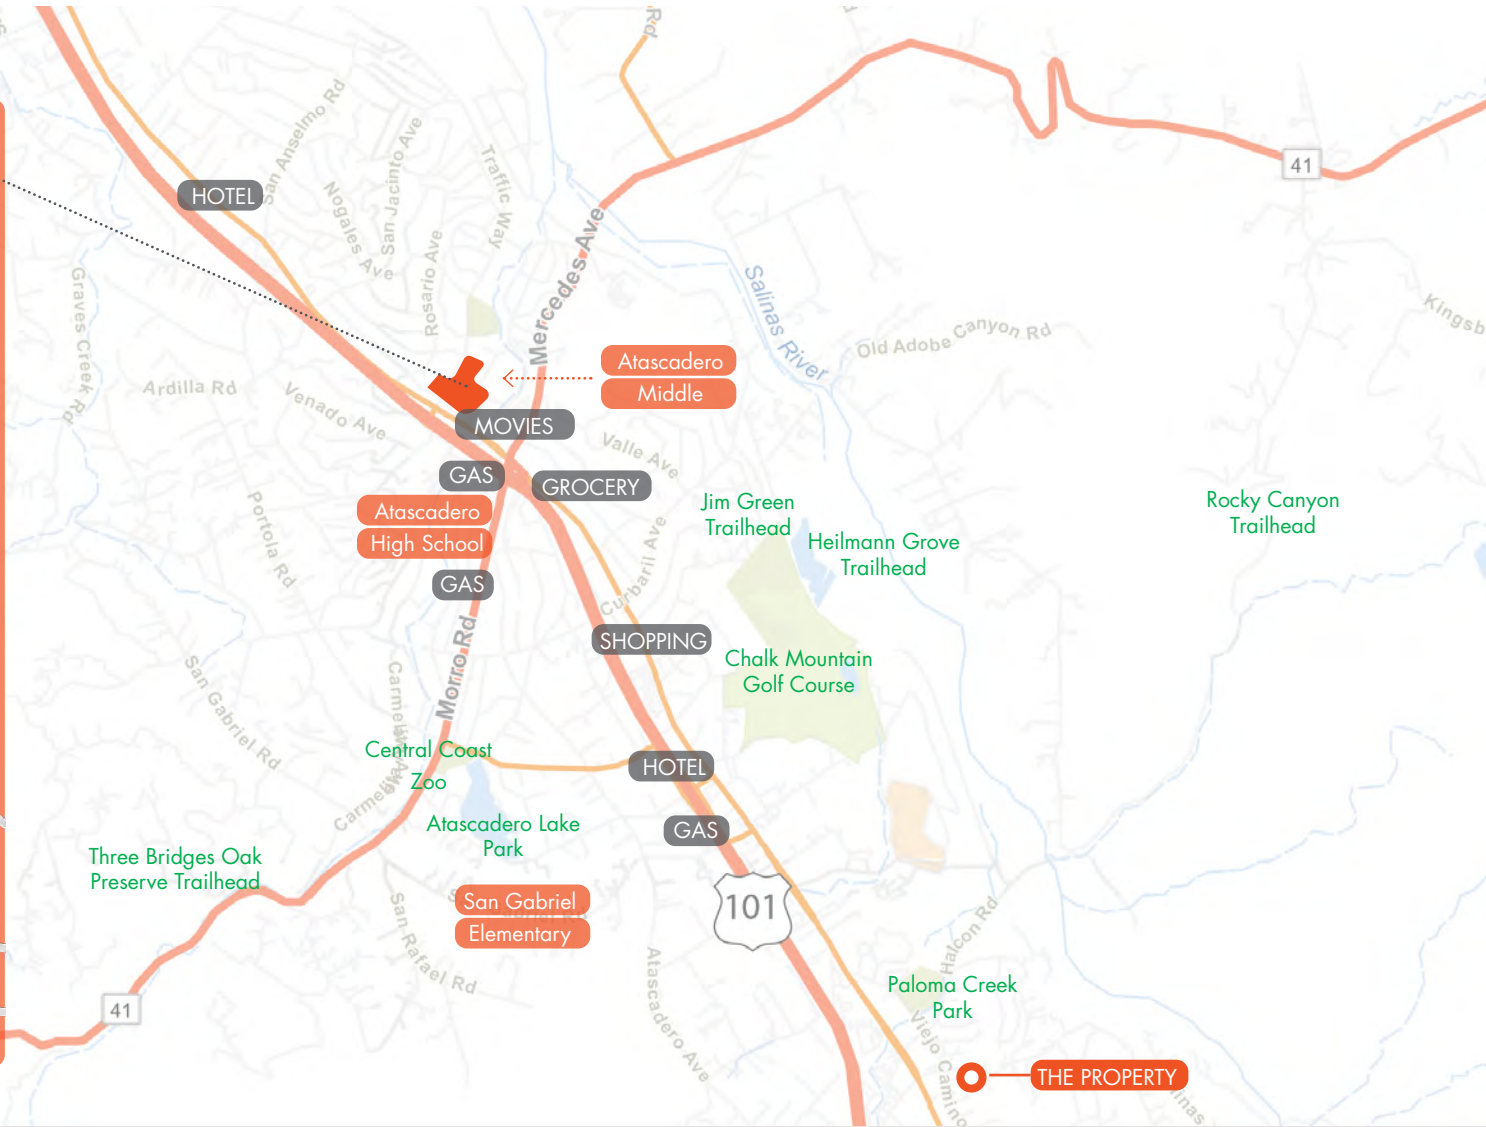 Rd
41
HOTEL
San Anselmo Rd
San Jacinto Ave
Nogales Ave
Traffic Way
Rosario Ave
Mercedes Ave
Graves Creek Rd
Salinas River
Old Adobe Canyon Rd
Atascadero
Middle
Ardilla Rd
Venado Ave
MOVIES
Valle Ave
GAS
GROCERY
Atascadero
High School
GAS
Portola Rd
Curbaril Ave
Jim Green
Trailhead
Heilmann Grove
Trailhead
Rocky Canyon
Trailhead
SHOPPING
Chalk Mountain
Golf Course
Morro Rd
San Gabriel Rd
Central Coast
Zoo
HOTEL
GAS
Atascadero Lake
Park
Three Bridges Oak
Preserve Trailhead
San Gabriel
Elementary
101
San Rafael Rd
Atascadero Ave
Halcon Rd
Paloma Creek
Park
Viejo Camino
41
THE PROPERTY